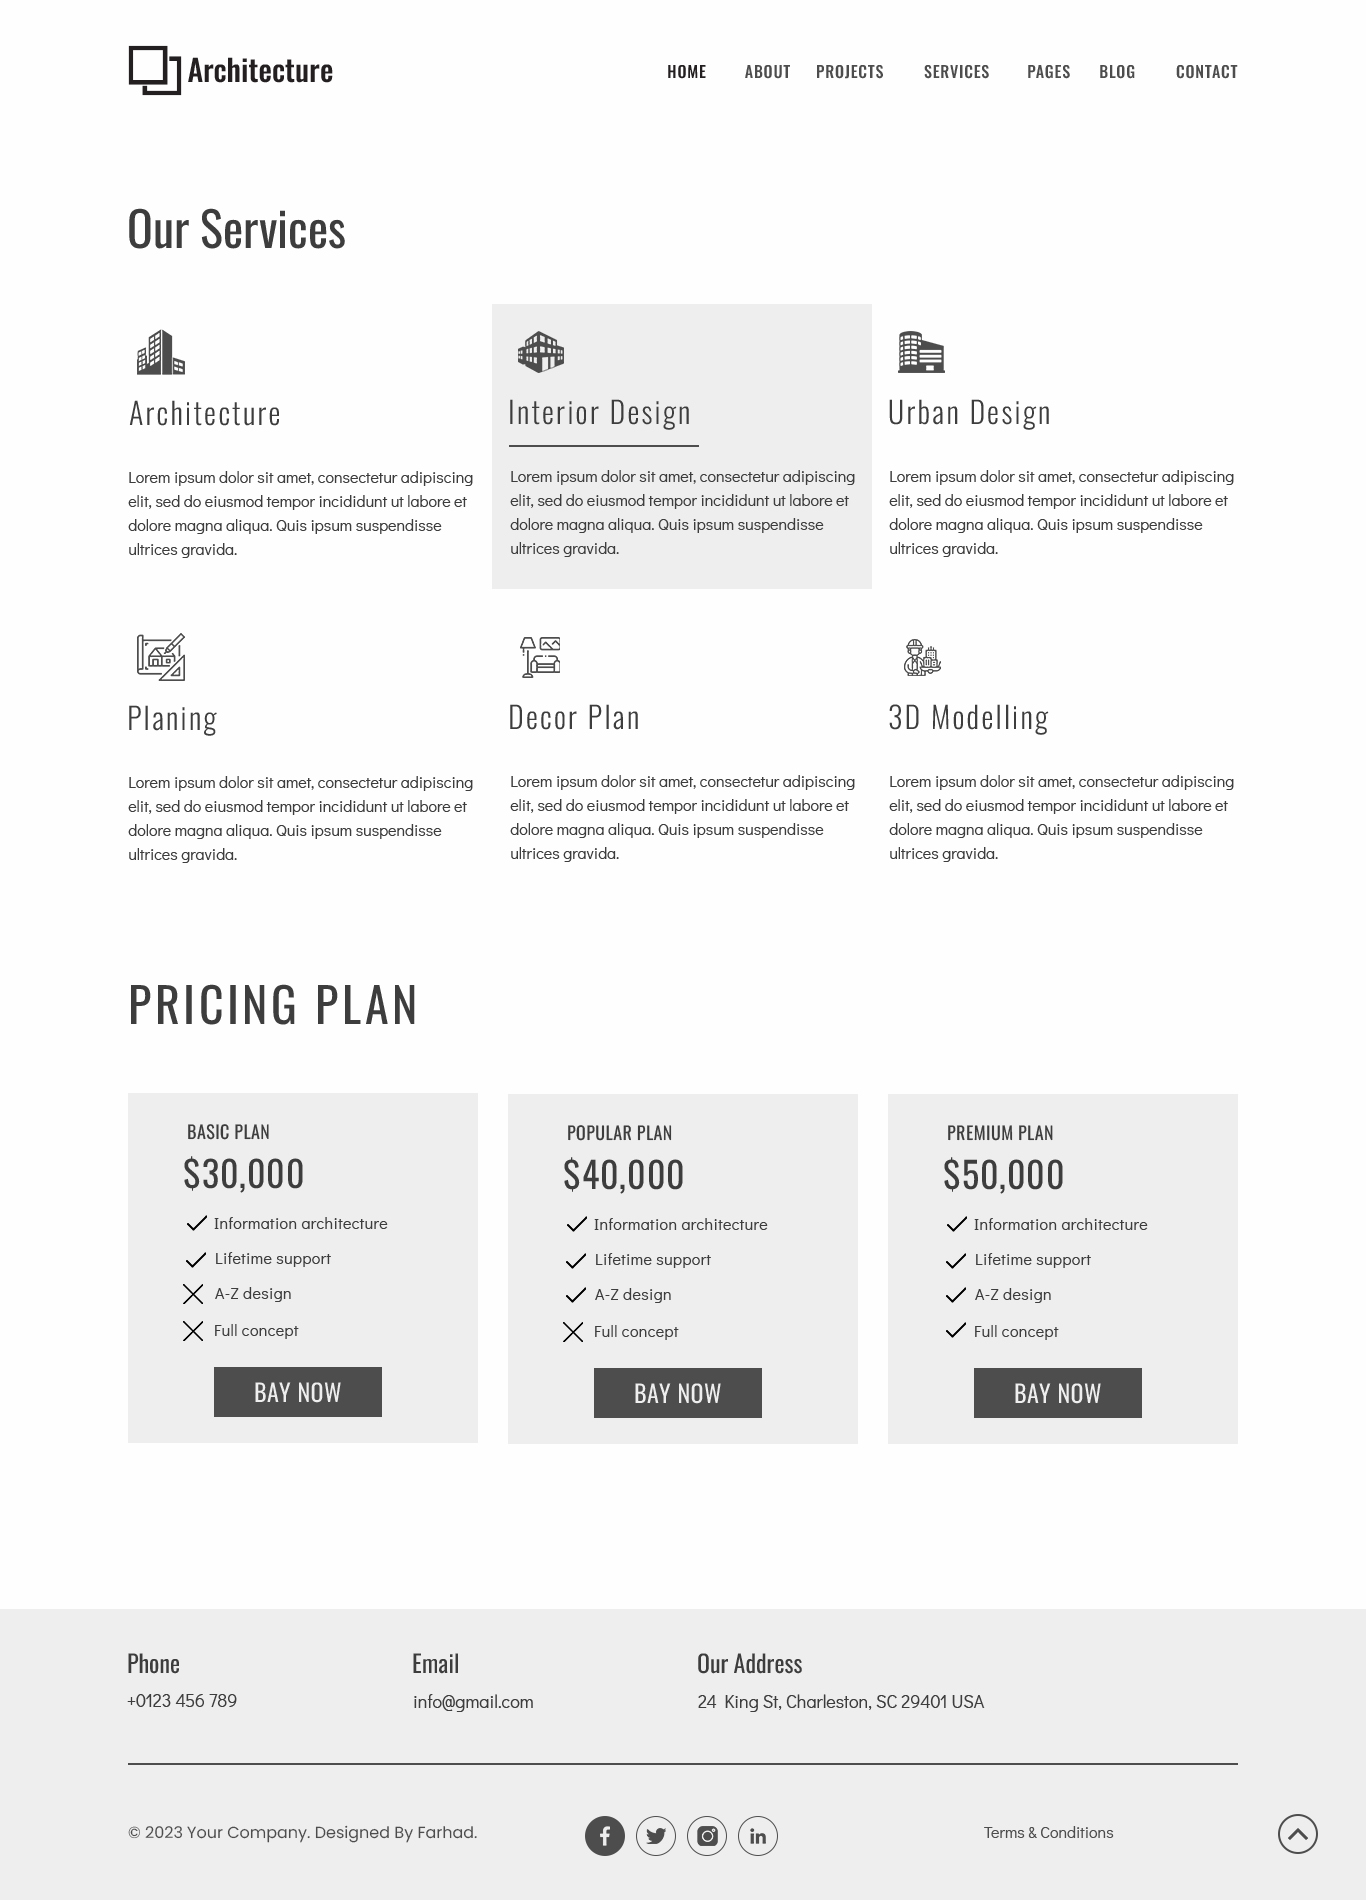 Architecture
HOME ABOUT PROJECTS SERVICES PAGES BLOG CONTACT
Our Services
Architecture
Lorem ipsum dolor sit amet, consectetur adipiscing
elit, sed do eiusmod tempor incididunt ut labore et
dolore magna aliqua. Quis ipsum suspendisse
ultrices gravida.
Interior Design
Lorem ipsum dolor sit amet, consectetur adipiscing
elit, sed do eiusmod tempor incididunt ut labore et
dolore magna aliqua. Quis ipsum suspendisse
ultrices gravida.
Urban Design
Lorem ipsum dolor sit amet, consectetur adipiscing
elit, sed do eiusmod tempor incididunt ut labore et
dolore magna aliqua. Quis ipsum suspendisse
ultrices gravida.
Planing
Lorem ipsum dolor sit amet, consectetur adipiscing
elit, sed do eiusmod tempor incididunt ut labore et
dolore magna aliqua. Quis ipsum suspendisse
ultrices gravida.
Decor Plan
Lorem ipsum dolor sit amet, consectetur adipiscing
elit, sed do eiusmod tempor incididunt ut labore et
dolore magna aliqua. Quis ipsum suspendisse
ultrices gravida.
3D Modelling
Lorem ipsum dolor sit amet, consectetur adipiscing
elit, sed do eiusmod tempor incididunt ut labore et
dolore magna aliqua. Quis ipsum suspendisse
ultrices gravida.
PRICING PLAN
BASIC PLAN
$30,000
Information architecture
Lifetime support
A-Z design
Full concept
BAY NOW
POPULAR PLAN
$40,000
Information architecture
Lifetime support
A-Z design
Full concept
BAY NOW
PREMIUM PLAN
$50,000
Information architecture
Lifetime support
A-Z design
Full concept
BAY NOW
Phone
+0123 456 789
Email
info@gmail.com
Our Address
24 King St, Charleston, SC 29401 USA
© 2023 Your Company. Designed By Farhad.
Terms & Conditions